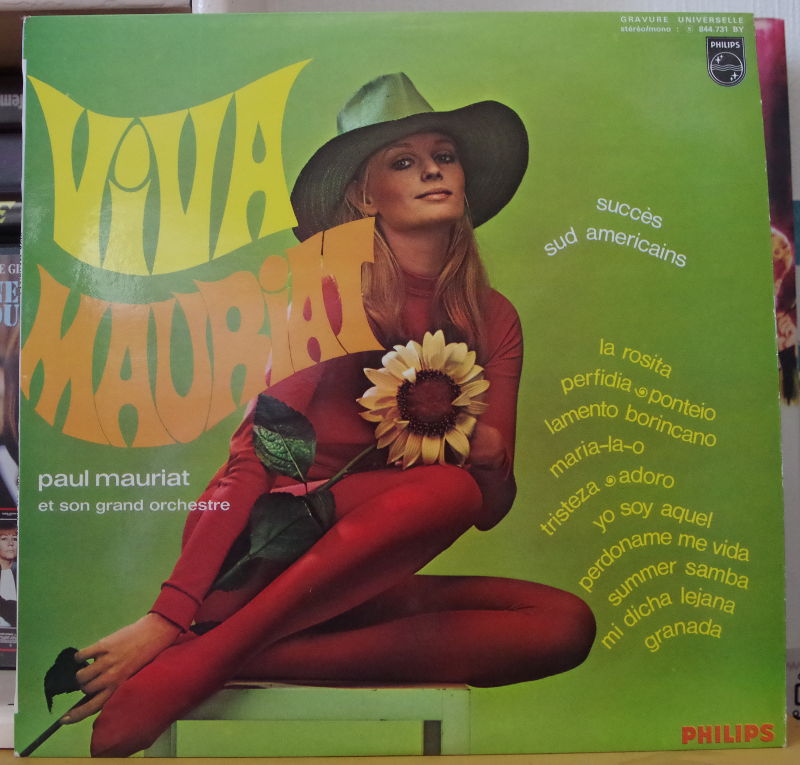 GRAVURE UNIVERSELLE
stéréo/mono : 844.731 BY
PHILIPS
ViVA
MAURiAT
succès
sud americains
la rosita
perfidia ponteio
lamento borincano
maria-la-o
tristeza adoro
yo soy aquel
perdoname me vida
summer samba
mi dicha lejana
granada
paul mauriat
et son grand orchestre
PHILIPS